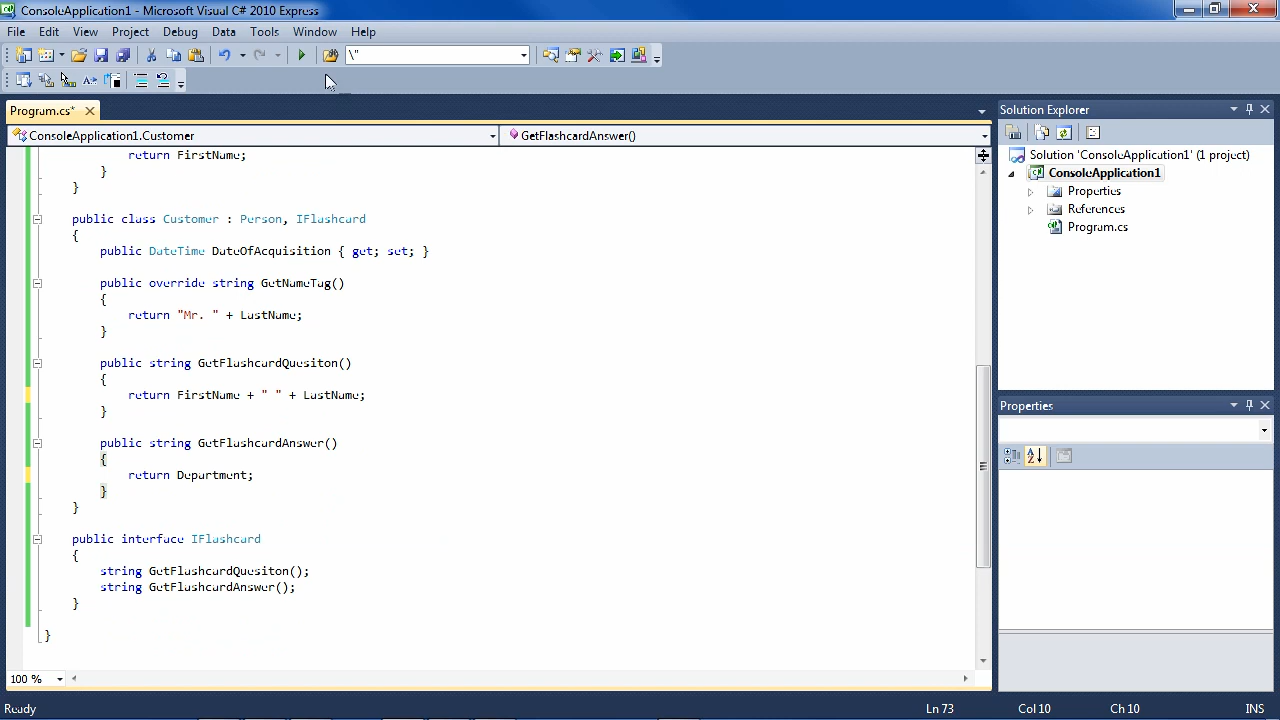 ConsoleApplication1 - Microsoft Visual C# 2010 Express
File Edit View Project Debug Data Tools Window Help
\"
Program.cs*
ConsoleApplication1.Customer GetFlashcardAnswer()
return FirstName;
}
}
public class Customer : Person, IFlashcard
{
public DateTime DateOfAcquisition { get; set; }
public override string GetNameTag()
{
return "Mr. " + LastName;
}
public string GetFlashcardQuesiton()
{
return FirstName + " " + LastName;
}
public string GetFlashcardAnswer()
{
return Department;
}
}
public interface IFlashcard
{
string GetFlashcardQuesiton();
string GetFlashcardAnswer();
}
}
100 %
Solution Explorer
Solution 'ConsoleApplication1' (1 project)
ConsoleApplication1
Properties
References
Program.cs
Properties
Ready Ln 73 Col 10 Ch 10 INS